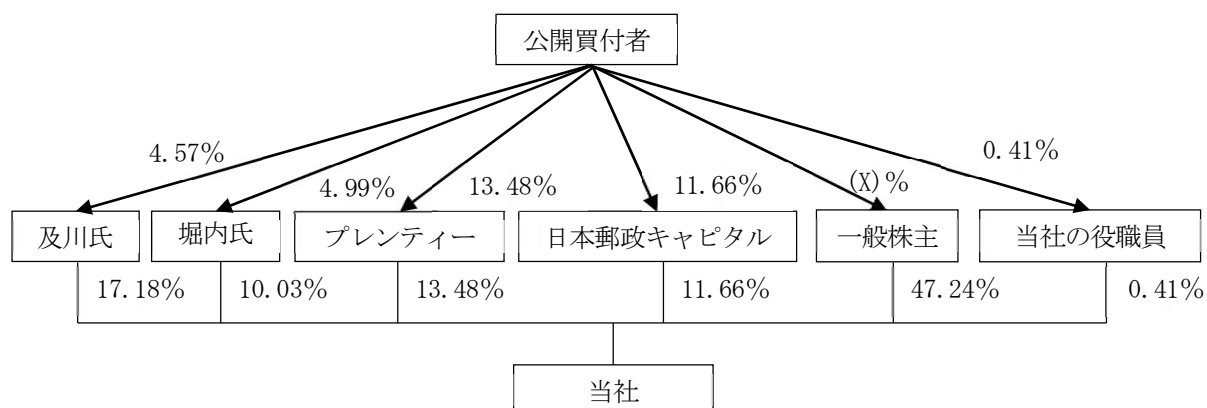 公開買付者
4.57%
4.99%
13.48%
11.66%
(X)%
0.41%
及川氏
堀内氏
プレンティー
日本郵政キャピタル
一般株主
当社の役職員
17.18%
10.03%
13.48%
11.66%
47.24%
0.41%
当社